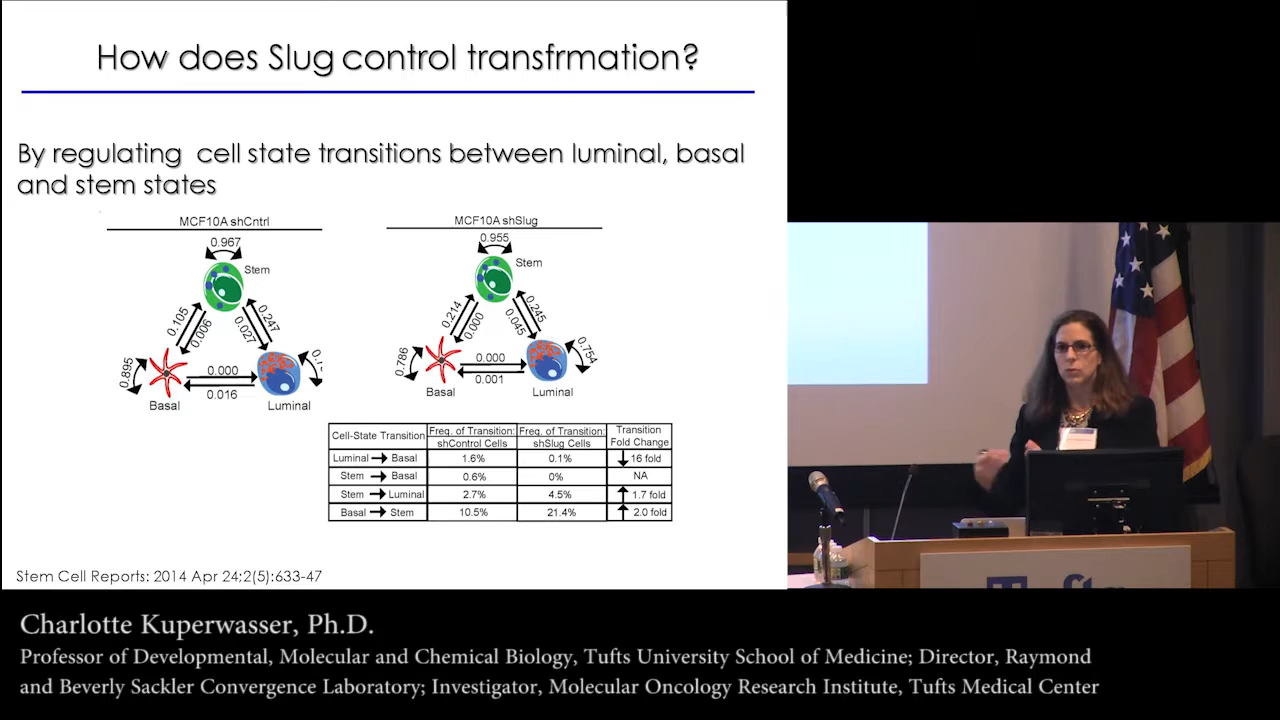 How does Slug control transfrmation?
By regulating cell state transitions between luminal, basal
and stem states
MCF10A shCntrl
0.967
Stem
0.105
0.006
0.247
0.027
0.895
0.000
0.016
Basal
Luminal
MCF10A shSlug
0.955
Stem
0.214
0.000
0.245
0.045
0.786
0.754
0.000
0.001
Basal
Luminal
Cell-State Transition Freq. of Transition: shControl Cells Freq. of Transition: shSlug Cells Transition Fold Change
Luminal → Basal 1.6% 0.1% ↓ 16 fold
Stem → Basal 0.6% 0% NA
Stem → Luminal 2.7% 4.5% ↑ 1.7 fold
Basal → Stem 10.5% 21.4% ↑ 2.0 fold
Stem Cell Reports: 2014 Apr 24;2(5):633-47
Charlotte Kuperwasser, Ph.D.
Professor of Developmental, Molecular and Chemical Biology, Tufts University School of Medicine; Director, Raymond
and Beverly Sackler Convergence Laboratory; Investigator, Molecular Oncology Research Institute, Tufts Medical Center